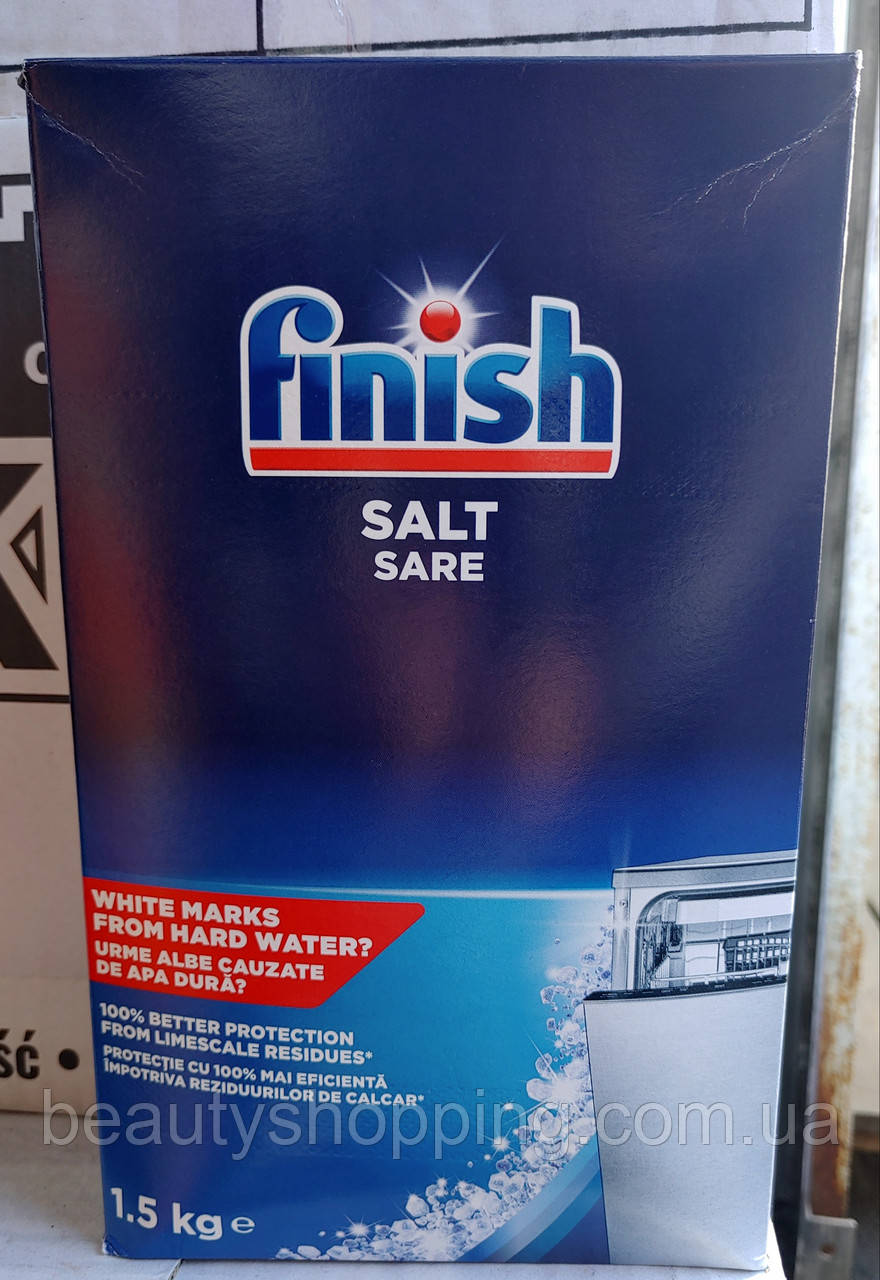 finish
SALT
SARE
WHITE MARKS
FROM HARD WATER?
URME ALBE CAUZATE
DE APA DURĂ?
100% BETTER PROTECTION
FROM LIMESCALE RESIDUES*
PROTECȚIE CU 100% MAI EFICIENTĂ
ÎMPOTRIVA REZIDUURILOR DE CALCAR*
beautyshopping.com.ua
1.5 kg e